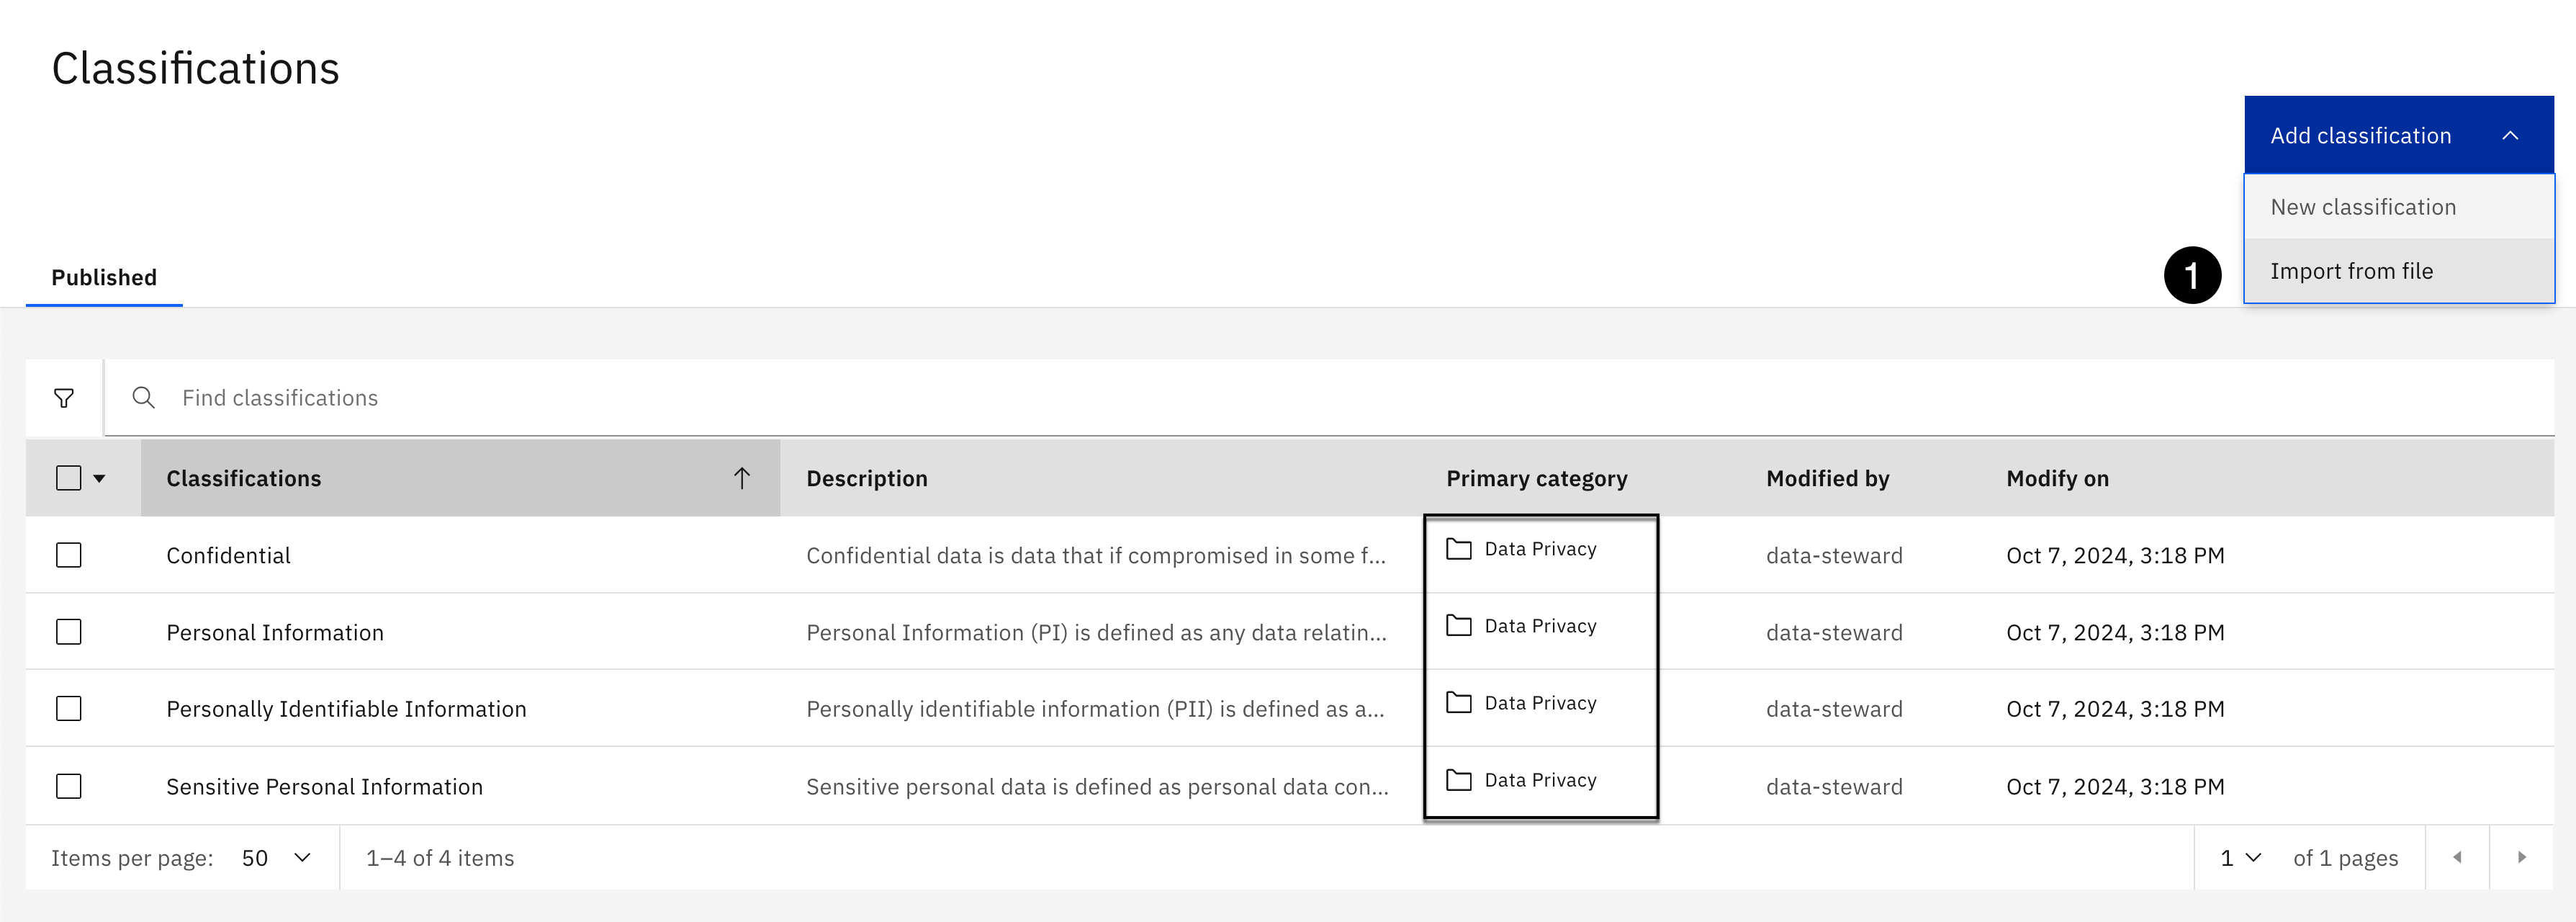 Classifications
Add classification
New classification
Import from file
1
Published
Find classifications
Classifications Description Primary category Modified by Modify on
Confidential Confidential data is data that if compromised in some f... Data Privacy data-steward Oct 7, 2024, 3:18 PM
Personal Information Personal Information (PI) is defined as any data relatin... Data Privacy data-steward Oct 7, 2024, 3:18 PM
Personally Identifiable Information Personally identifiable information (PII) is defined as a... Data Privacy data-steward Oct 7, 2024, 3:18 PM
Sensitive Personal Information Sensitive personal data is defined as personal data con... Data Privacy data-steward Oct 7, 2024, 3:18 PM
Items per page: 50 1–4 of 4 items 1 of 1 pages